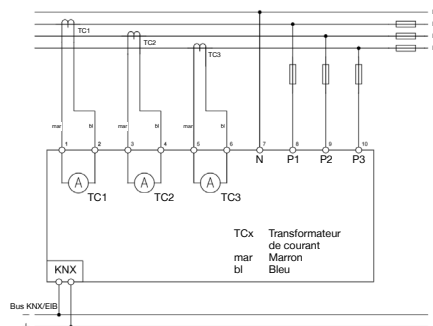 TC1
TC2
TC3
mar bl mar bl mar bl
1 2 3 4 5 6 7 8 9 10
N P1 P2 P3
A A A
TC1 TC2 TC3
TCx Transformateur
de courant
mar Marron
bl Bleu
KNX
Bus KNX/EIB